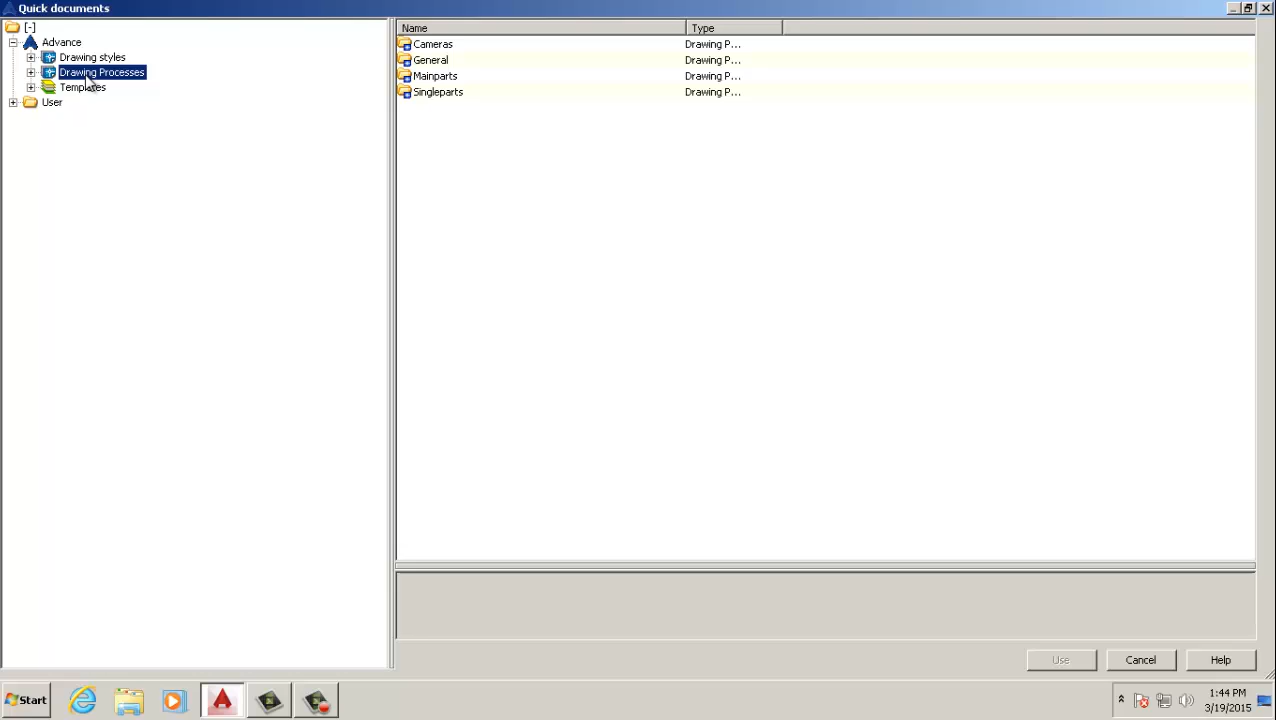 Quick documents
[-]
Advance
Drawing styles
Drawing Processes
Templates
User
Name Type
Cameras Drawing P...
General Drawing P...
Mainparts Drawing P...
Singleparts Drawing P...
Use Cancel Help
Start
1:44 PM
3/19/2015